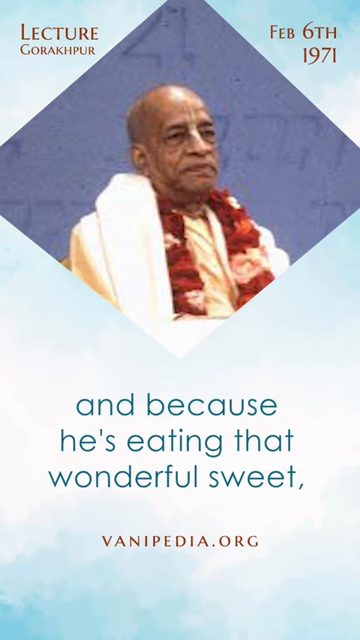 Lecture
Gorakhpur
Feb 6th
1971
and because
he's eating that
wonderful sweet,
vanipedia.org